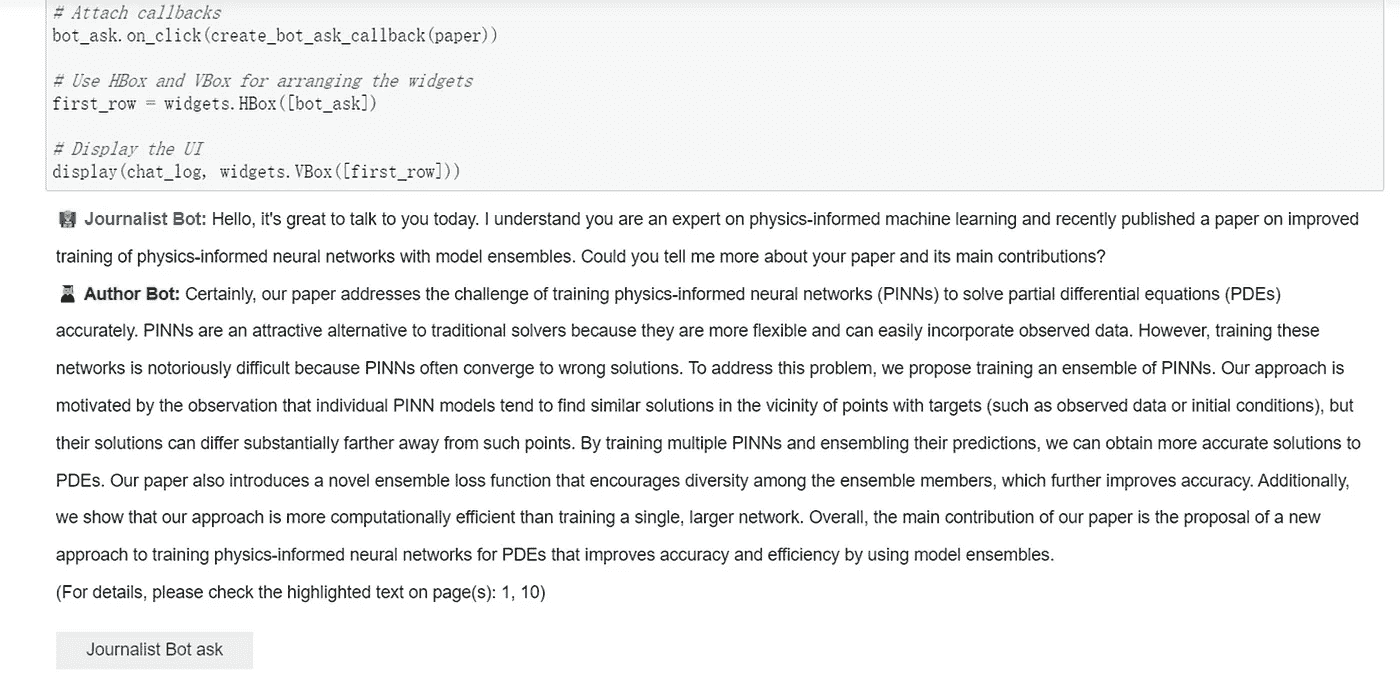 # Attach callbacks
bot_ask.on_click(create_bot_ask_callback(paper))
# Use HBox and VBox for arranging the widgets
first_row = widgets.HBox([bot_ask])
# Display the UI
display(chat_log, widgets.VBox([first_row]))
Journalist Bot: Hello, it's great to talk to you today. I understand you are an expert on physics-informed machine learning and recently published a paper on improved
training of physics-informed neural networks with model ensembles. Could you tell me more about your paper and its main contributions?
Author Bot: Certainly, our paper addresses the challenge of training physics-informed neural networks (PINNs) to solve partial differential equations (PDEs)
accurately. PINNs are an attractive alternative to traditional solvers because they are more flexible and can easily incorporate observed data. However, training these
networks is notoriously difficult because PINNs often converge to wrong solutions. To address this problem, we propose training an ensemble of PINNs. Our approach is
motivated by the observation that individual PINN models tend to find similar solutions in the vicinity of points with targets (such as observed data or initial conditions), but
their solutions can differ substantially farther away from such points. By training multiple PINNs and ensembling their predictions, we can obtain more accurate solutions to
PDEs. Our paper also introduces a novel ensemble loss function that encourages diversity among the ensemble members, which further improves accuracy. Additionally,
we show that our approach is more computationally efficient than training a single, larger network. Overall, the main contribution of our paper is the proposal of a new
approach to training physics-informed neural networks for PDEs that improves accuracy and efficiency by using model ensembles.
(For details, please check the highlighted text on page(s): 1, 10)
Journalist Bot ask